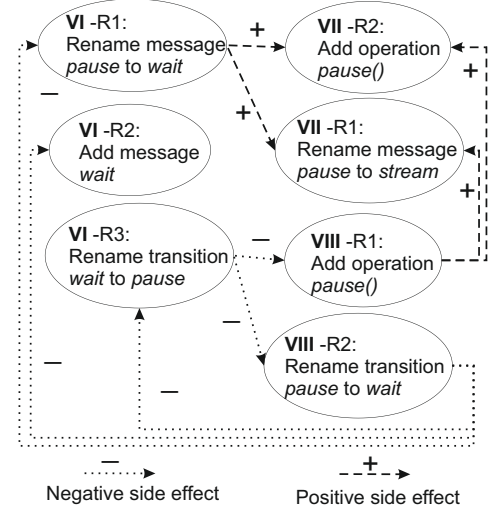 VI -R1:
Rename message
pause to wait
+
VII -R2:
Add operation
pause()
+
—
+
VI -R2:
Add message
wait
VII -R1:
Rename message
pause to stream
+
VI -R3:
Rename transition
wait to pause
—
VIII -R1:
Add operation
pause()
—
VIII -R2:
Rename transition
pause to wait
—
—
—
Negative side effect
+
Positive side effect